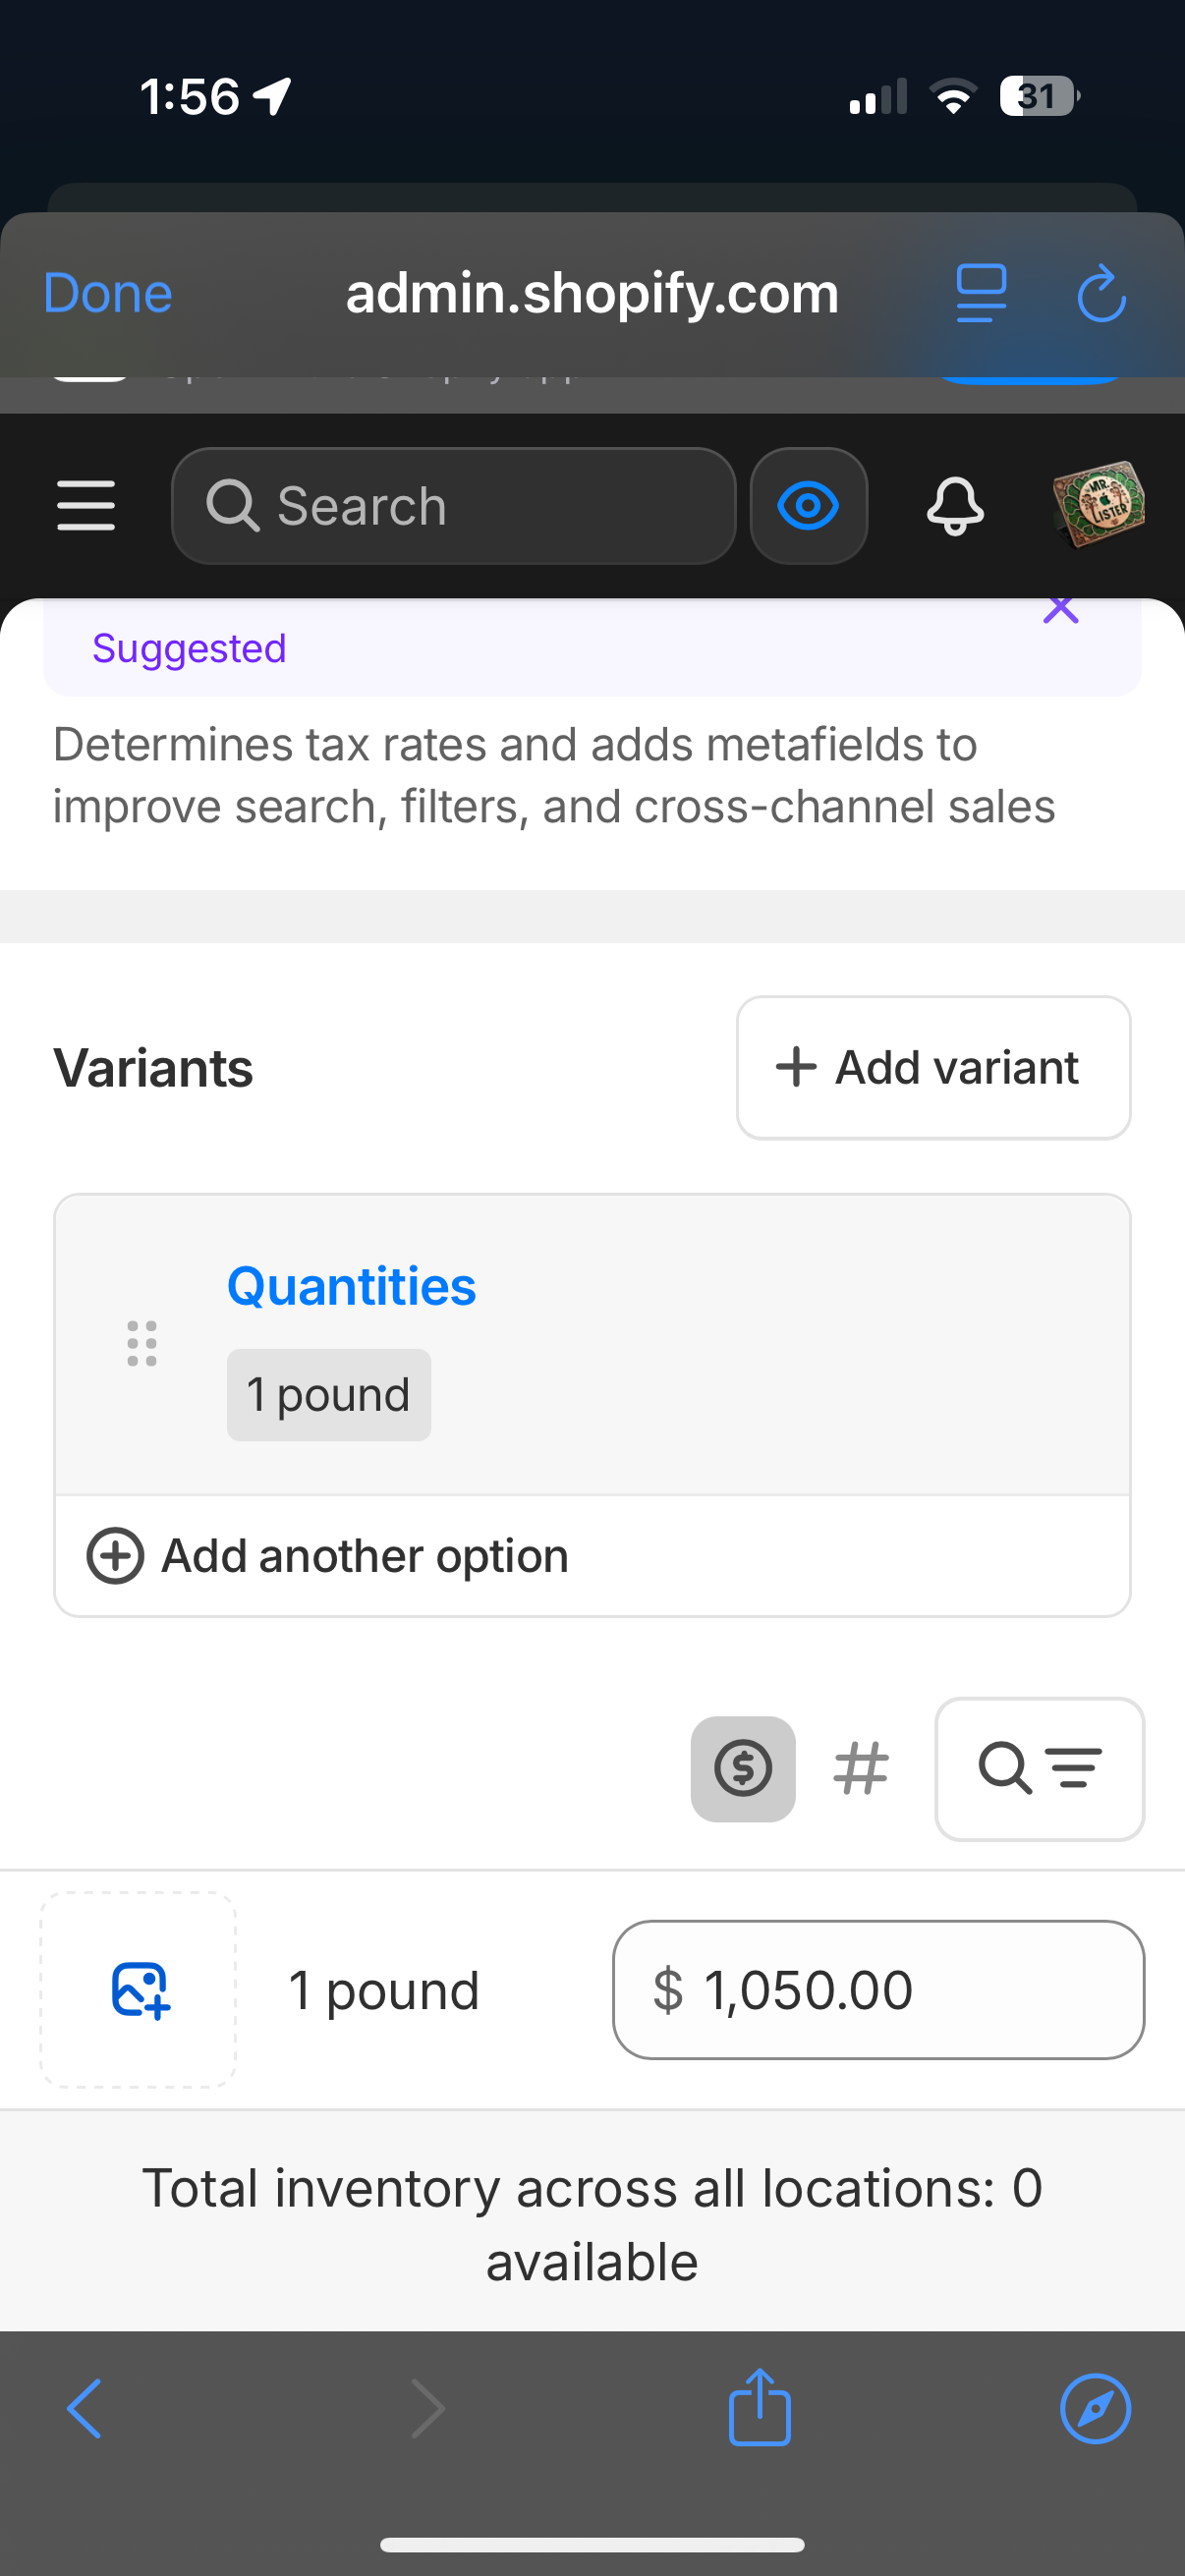 1:56
31
Done
admin.shopify.com
Search
MR.
LISTER
Suggested
Determines tax rates and adds metafields to
improve search, filters, and cross-channel sales
Variants
Add variant
Quantities
1 pound
Add another option
1 pound
$ 1,050.00
Total inventory across all locations: 0
available